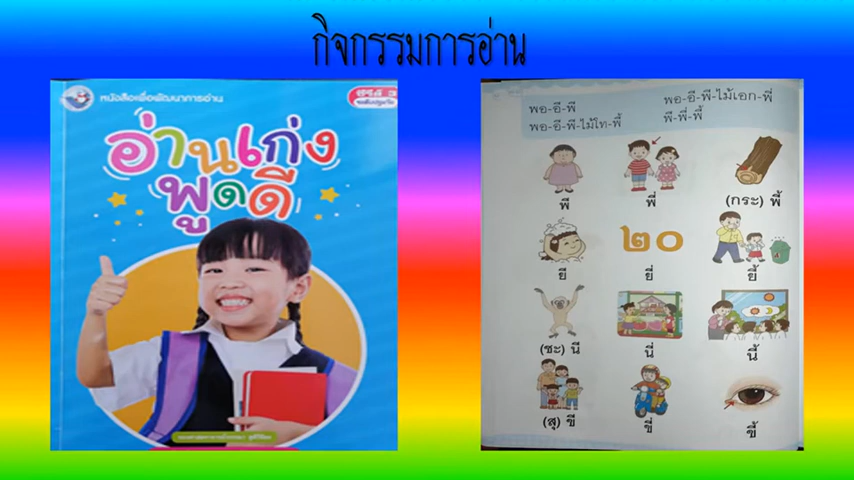 กิจกรรมการอ่าน
หนังสือเพื่อพัฒนาการอ่าน
อ่านเก่ง
พูดดี
พอ-อี-พี
พอ-อี-พี-ไม้เอก-พี่
พอ-อี-พี-ไม้โท-พี้
พี-พี่-พี้
พี
พี่
(กระ) พี้
๒๐
ยี
ยี่
ยี้
(ชะ) นี
นี่
นี้
(สุ) ขี
ขี่
ขี้